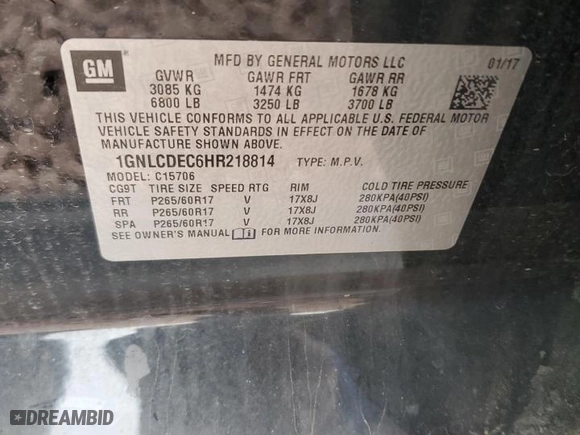 GM
MFD BY GENERAL MOTORS LLC 01/17
GVWR GAWR FRT GAWR RR
3085 KG 1474 KG 1678 KG
6800 LB 3250 LB 3700 LB
THIS VEHICLE CONFORMS TO ALL APPLICABLE U.S. FEDERAL MOTOR
VEHICLE SAFETY STANDARDS IN EFFECT ON THE DATE OF
MANUFACTURE SHOWN ABOVE.
1GNLCDEC6HR218814 TYPE: M.P.V.
MODEL: C15706
CG9T TIRE SIZE SPEED RTG RIM COLD TIRE PRESSURE
FRT P265/60R17 V 17X8J 280KPA(40PSI)
RR P265/60R17 V 17X8J 280KPA(40PSI)
SPA P265/60R17 V 17X8J 280KPA(40PSI)
SEE OWNER'S MANUAL FOR MORE INFORMATION.
DREAMBID